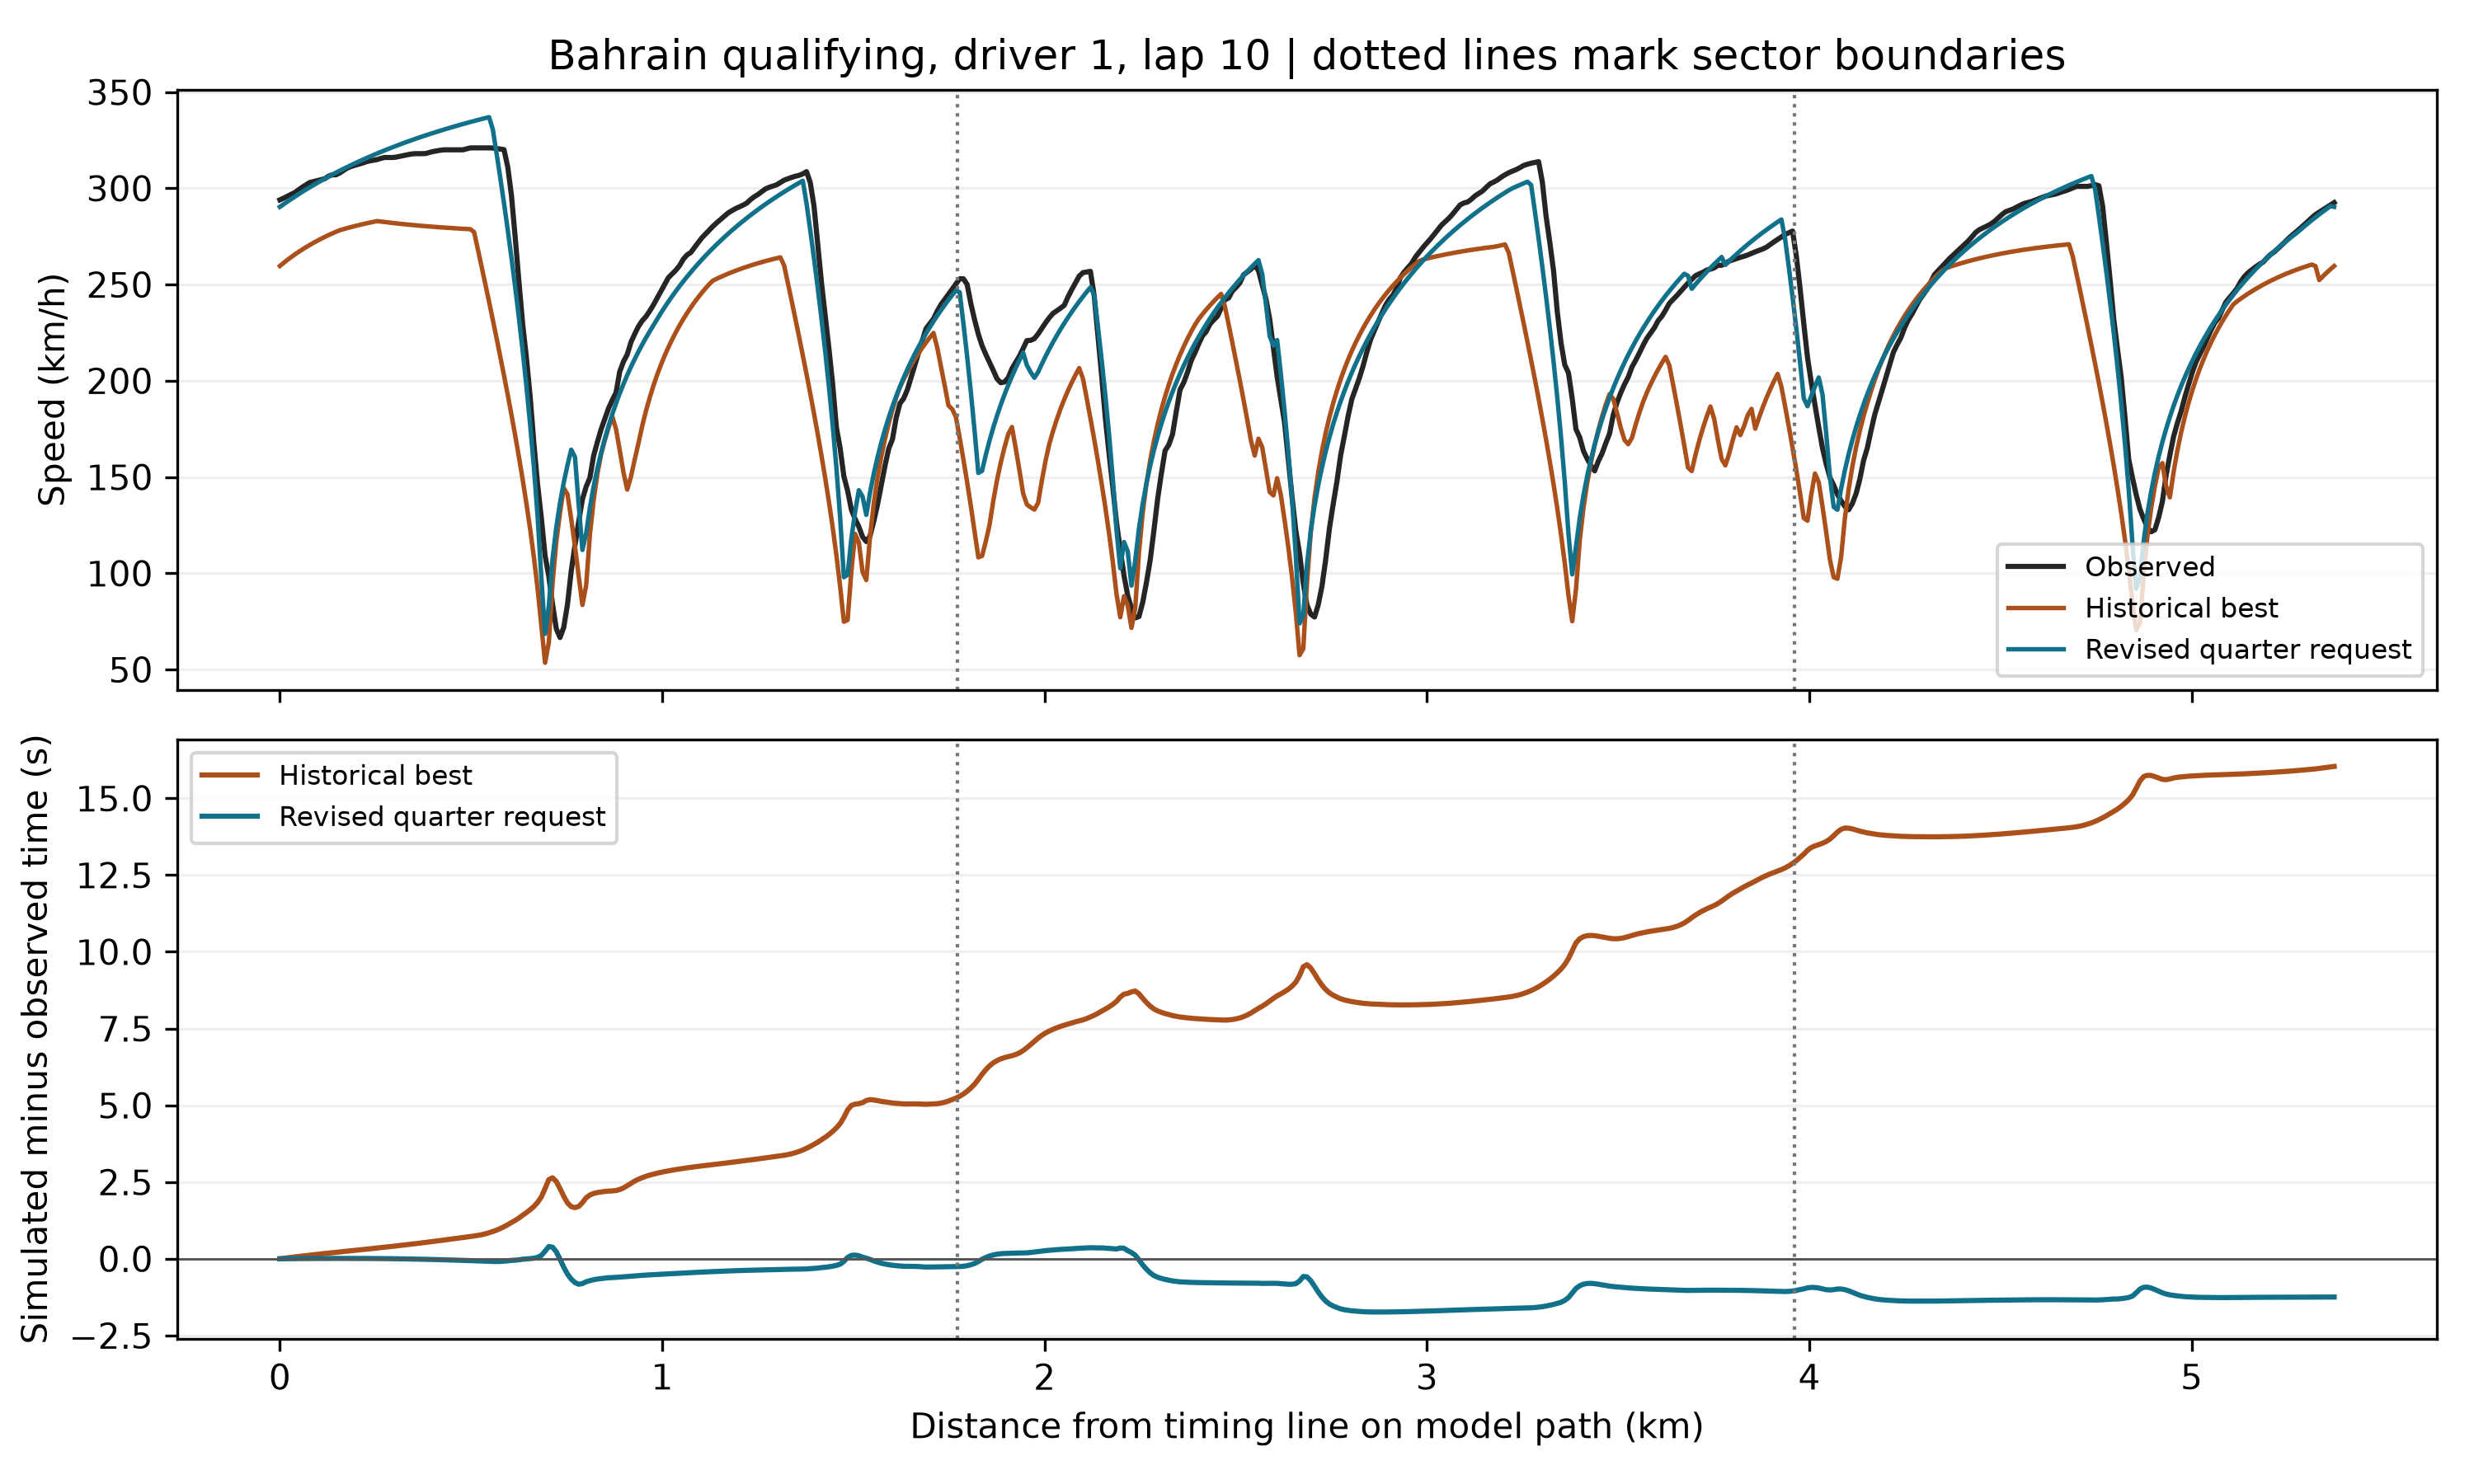 Bahrain qualifying, driver 1, lap 10 | dotted lines mark sector boundaries
Speed (km/h)
350
300
250
200
150
100
50
Observed
Historical best
Revised quarter request
Simulated minus observed time (s)
15.0
12.5
10.0
7.5
5.0
2.5
0.0
−2.5
Historical best
Revised quarter request
0 1 2 3 4 5
Distance from timing line on model path (km)